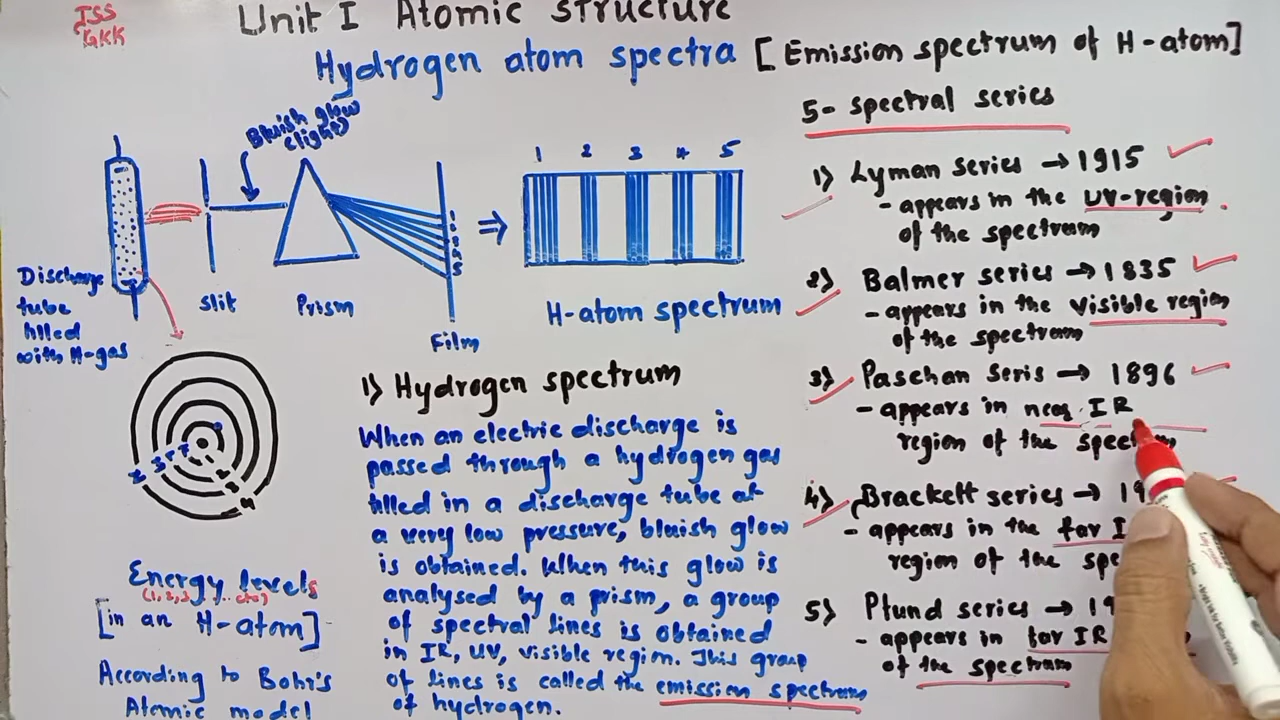 JSS
GKK
Unit I Atomic structure
Hydrogen atom spectra [Emission spectrum of H-atom]
Bluish glow
(light)
1 2 3 4 5
Discharge
tube
filled
with H-gas
Slit
Prism
Film
H-atom spectrum
Energy levels
(1, 2, 3 .... etc)
[in an H-atom]
According to Bohr's
Atomic model
1) Hydrogen spectrum
When an electric discharge is
passed through a hydrogen gas
filled in a discharge tube at
a very low pressure, bluish glow
is obtained. When this glow is
analysed by a prism, a group
of spectral lines is obtained
in IR, UV, visible region. This group
of lines is called the emission spectrum
of hydrogen.
5- spectral series
1) Lyman series → 1915
- appears in the UV-region.
of the spectrum
2) Balmer series → 1835
- appears in the visible region
of the spectrum
3) Paschan Seris → 1896
- appears in near IR
region of the
4) Brackett series → 19
- appears in the far I
region of the spe
5) Pfund series → 19
- appears in far IR
of the spectrum